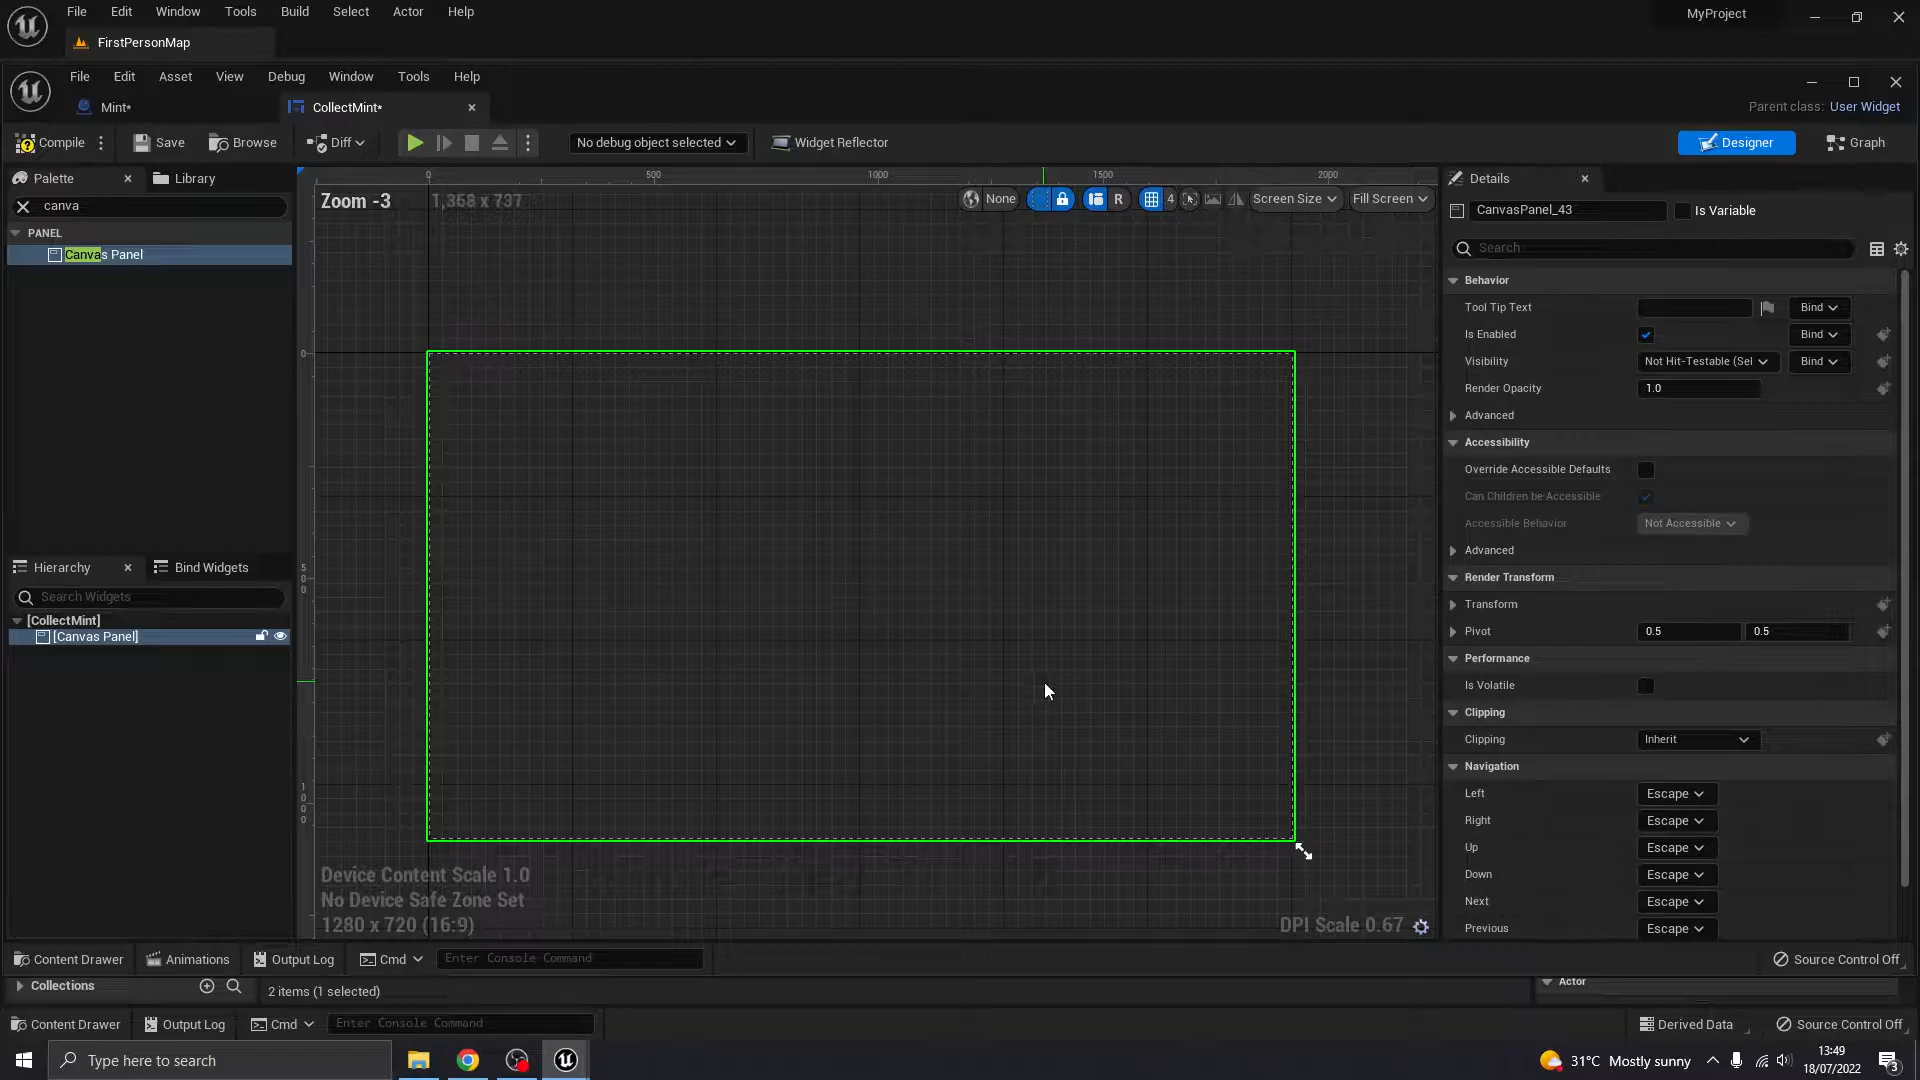 File Edit Window Tools Build Select Actor Help
MyProject
FirstPersonMap
File Edit Asset View Debug Window Tools Help
Mint*
CollectMint*
Parent class: User Widget
Compile
Save
Browse
Diff
No debug object selected
Widget Reflector
Designer
Graph
Palette
Library
canva
PANEL
Canvas Panel
Zoom -3
1,358 x 737
0 500 1000 1500 2000
None
R
4
Screen Size
Fill Screen
0
500
1000
Device Content Scale 1.0
No Device Safe Zone Set
1280 x 720 (16:9)
DPI Scale 0.67
Hierarchy
Bind Widgets
Search Widgets
[CollectMint]
[Canvas Panel]
Details
CanvasPanel_43
Is Variable
Search
Behavior
Tool Tip Text
Bind
Is Enabled
Bind
Visibility
Not Hit-Testable (Sel
Bind
Render Opacity
1.0
Advanced
Accessibility
Override Accessible Defaults
Can Children be Accessible
Accessible Behavior
Not Accessible
Advanced
Render Transform
Transform
Pivot
0.5
0.5
Performance
Is Volatile
Clipping
Clipping
Inherit
Navigation
Left
Escape
Right
Escape
Up
Escape
Down
Escape
Next
Escape
Previous
Escape
Content Drawer
Animations
Output Log
Cmd
Enter Console Command
Source Control Off
Collections
2 items (1 selected)
Actor
Content Drawer
Output Log
Cmd
Enter Console Command
Derived Data
Source Control Off
Type here to search
31°C Mostly sunny
13:49
18/07/2022
3